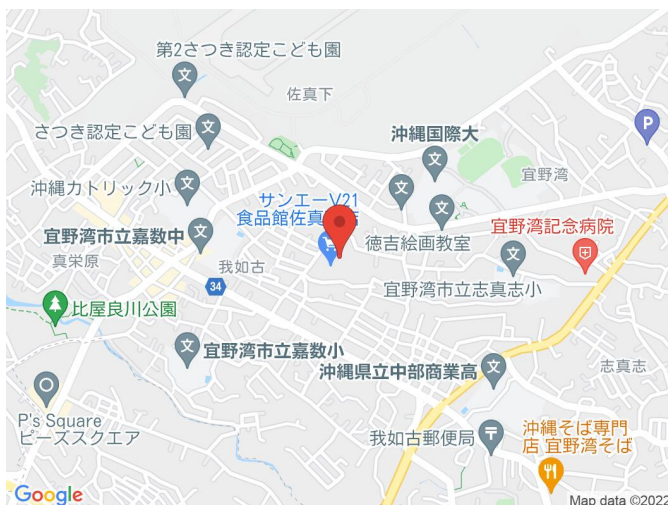 第2さつき認定こども園
佐真下
さつき認定こども園
沖縄国際大
宜野湾
P
沖縄カトリック小
サンエーV21
食品館佐真 店
徳吉絵画教室
宜野湾記念病院
宜野湾市立嘉数中
真栄原
我如古
34
宜野湾市立志真志小
比屋良川公園
宜野湾市立嘉数小
沖縄県立中部商業高
志真志
P's Square
ピーズスクエア
我如古郵便局
沖縄そば専門
店 宜野湾そば
Google
Map data ©2022